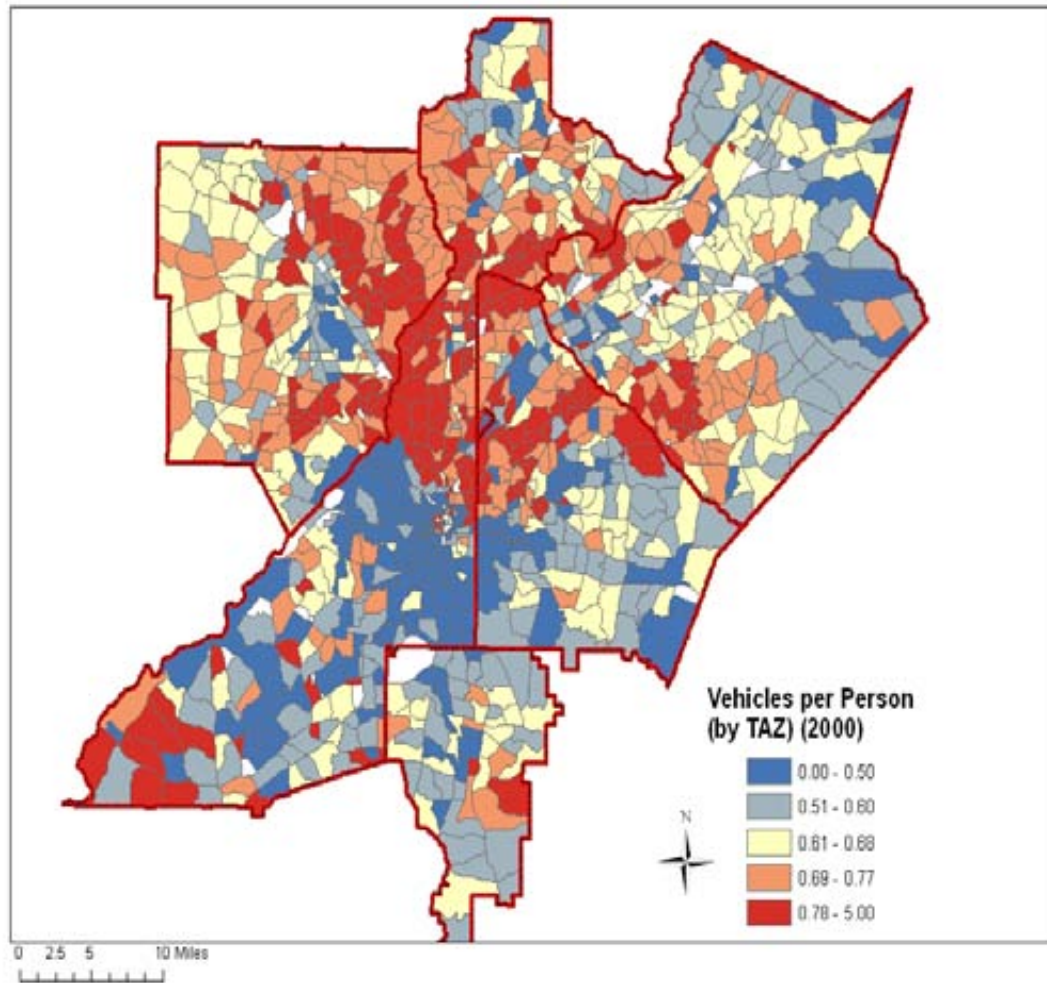 Vehicles per Person
(by TAZ) (2000)
0.00 - 0.50
0.51 - 0.60
0.61 - 0.68
0.69 - 0.77
0.78 - 5.00
N
0 2.5 5 10 Miles